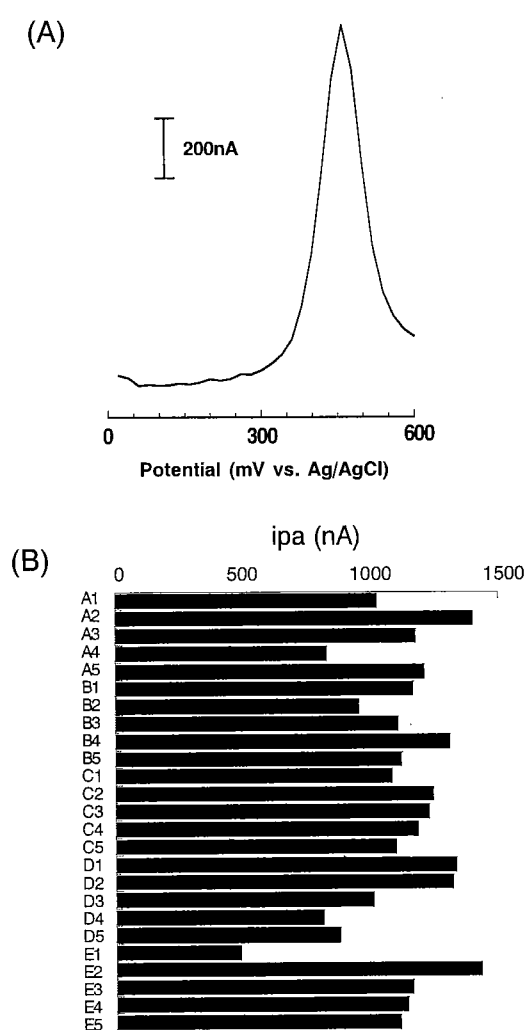 (A)
200nA
0 300 600
Potential (mV vs. Ag/AgCl)
ipa (nA)
(B)
0 500 1000 1500
A1
A2
A3
A4
A5
B1
B2
B3
B4
B5
C1
C2
C3
C4
C5
D1
D2
D3
D4
D5
E1
E2
E3
E4
E5